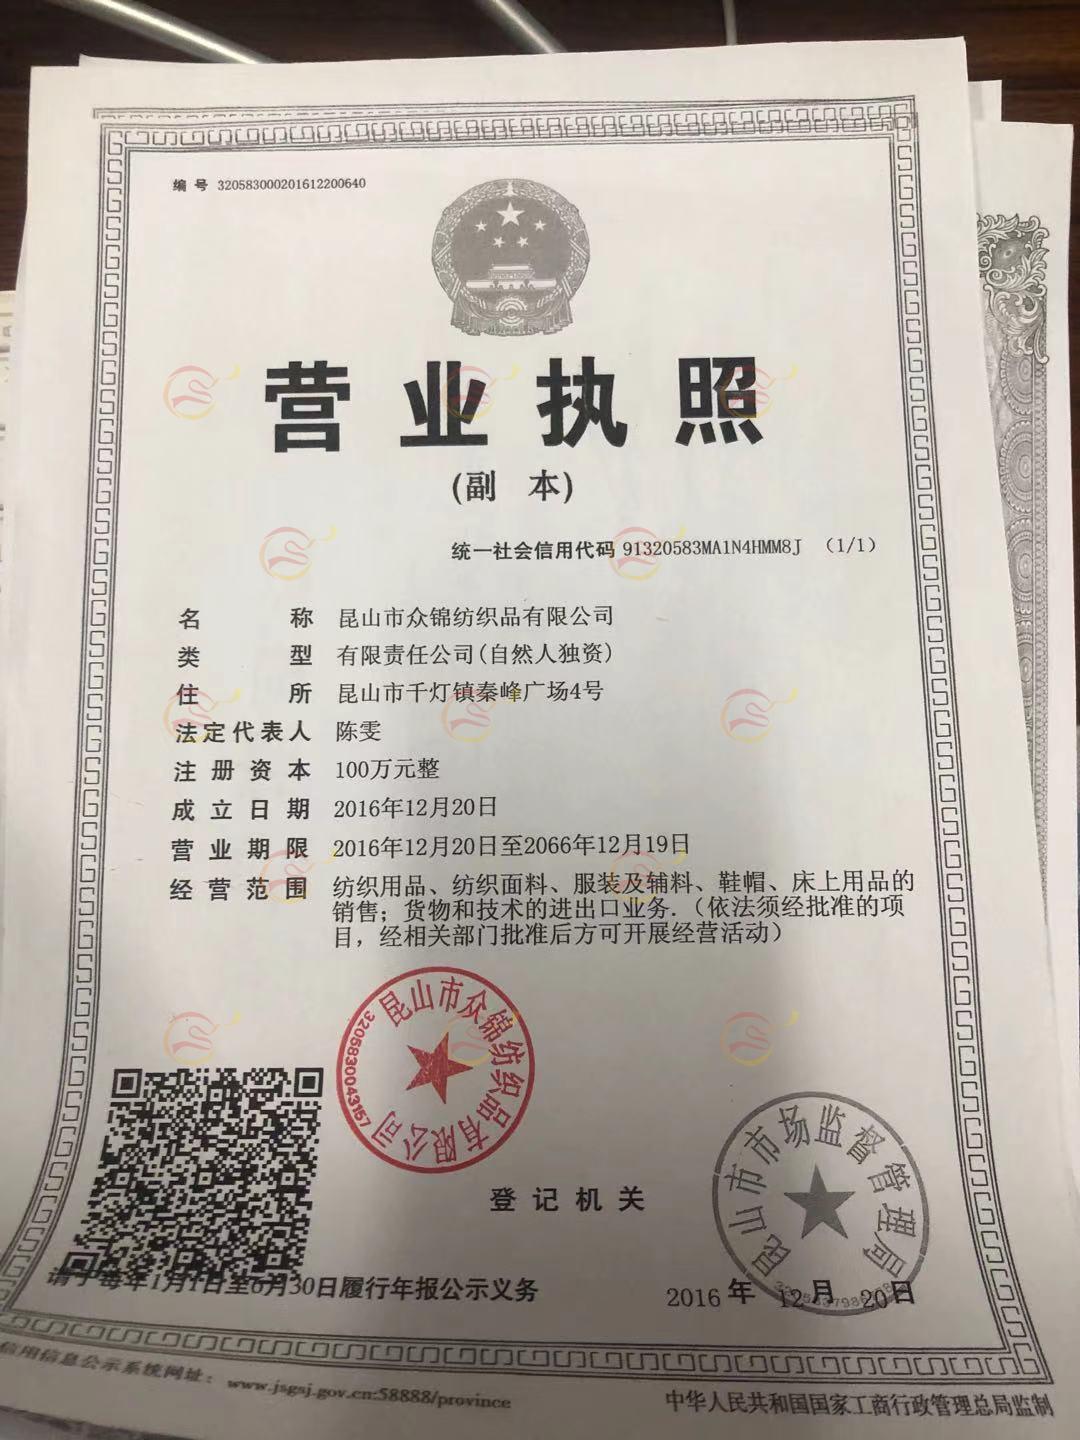 编 号 320583000201612200640
营业执照
(副 本)
统一社会信用代码 91320583MA1N4HMM8J （1/1）
名 称 昆山市众锦纺织品有限公司
类 型 有限责任公司(自然人独资)
住 所 昆山市千灯镇秦峰广场4号
法定代表人 陈雯
注 册 资 本 100万元整
成 立 日 期 2016年12月20日
营 业 期 限 2016年12月20日至2066年12月19日
经 营 范 围 纺织用品、纺织面料、服装及辅料、鞋帽、床上用品的
销售；货物和技术的进出口业务.（依法须经批准的项
目，经相关部门批准后方可开展经营活动）
昆山市众锦纺织品有限公司
3205830043157
登 记 机 关
昆山市市场监督管理局
请于每年1月1日至6月30日履行年报公示义务
2016 年 12 月 20 日
信用信息公示系统网址： www.jsgsj.gov.cn:58888/province
中华人民共和国国家工商行政管理总局监制